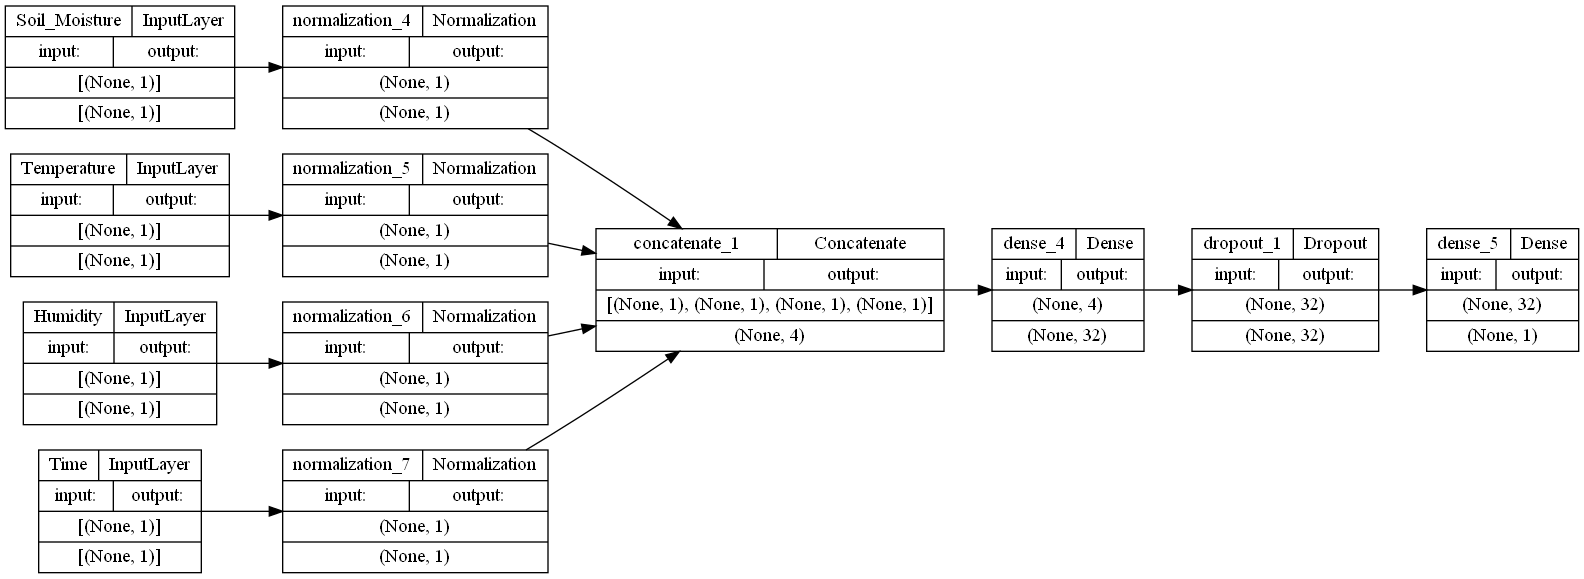 Soil_Moisture InputLayer
input: output:
[(None, 1)]
[(None, 1)]
normalization_4 Normalization
input: output:
(None, 1)
(None, 1)
Temperature InputLayer
input: output:
[(None, 1)]
[(None, 1)]
normalization_5 Normalization
input: output:
(None, 1)
(None, 1)
Humidity InputLayer
input: output:
[(None, 1)]
[(None, 1)]
normalization_6 Normalization
input: output:
(None, 1)
(None, 1)
Time InputLayer
input: output:
[(None, 1)]
[(None, 1)]
normalization_7 Normalization
input: output:
(None, 1)
(None, 1)
concatenate_1 Concatenate
input: output:
[(None, 1), (None, 1), (None, 1), (None, 1)]
(None, 4)
dense_4 Dense
input: output:
(None, 4)
(None, 32)
dropout_1 Dropout
input: output:
(None, 32)
(None, 32)
dense_5 Dense
input: output:
(None, 32)
(None, 1)